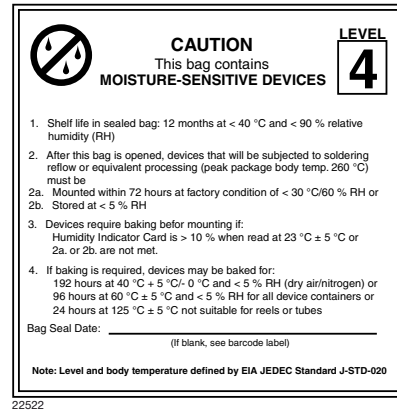 LEVEL
CAUTION
This bag contains
MOISTURE-SENSITIVE DEVICES
4
1. Shelf life in sealed bag: 12 months at < 40 °C and < 90 % relative
humidity (RH)
2. After this bag is opened, devices that will be subjected to soldering
reflow or equivalent processing (peak package body temp. 260 °C)
must be
2a. Mounted within 72 hours at factory condition of < 30 °C/60 % RH or
2b. Stored at < 5 % RH
3. Devices require baking befor mounting if:
Humidity Indicator Card is > 10 % when read at 23 °C ± 5 °C or
2a. or 2b. are not met.
4. If baking is required, devices may be baked for:
192 hours at 40 °C + 5 °C/- 0 °C and < 5 % RH (dry air/nitrogen) or
96 hours at 60 °C ± 5 °C and < 5 % RH for all device containers or
24 hours at 125 °C ± 5 °C not suitable for reels or tubes
Bag Seal Date:
(If blank, see barcode label)
Note: Level and body temperature defined by EIA JEDEC Standard J-STD-020
22522